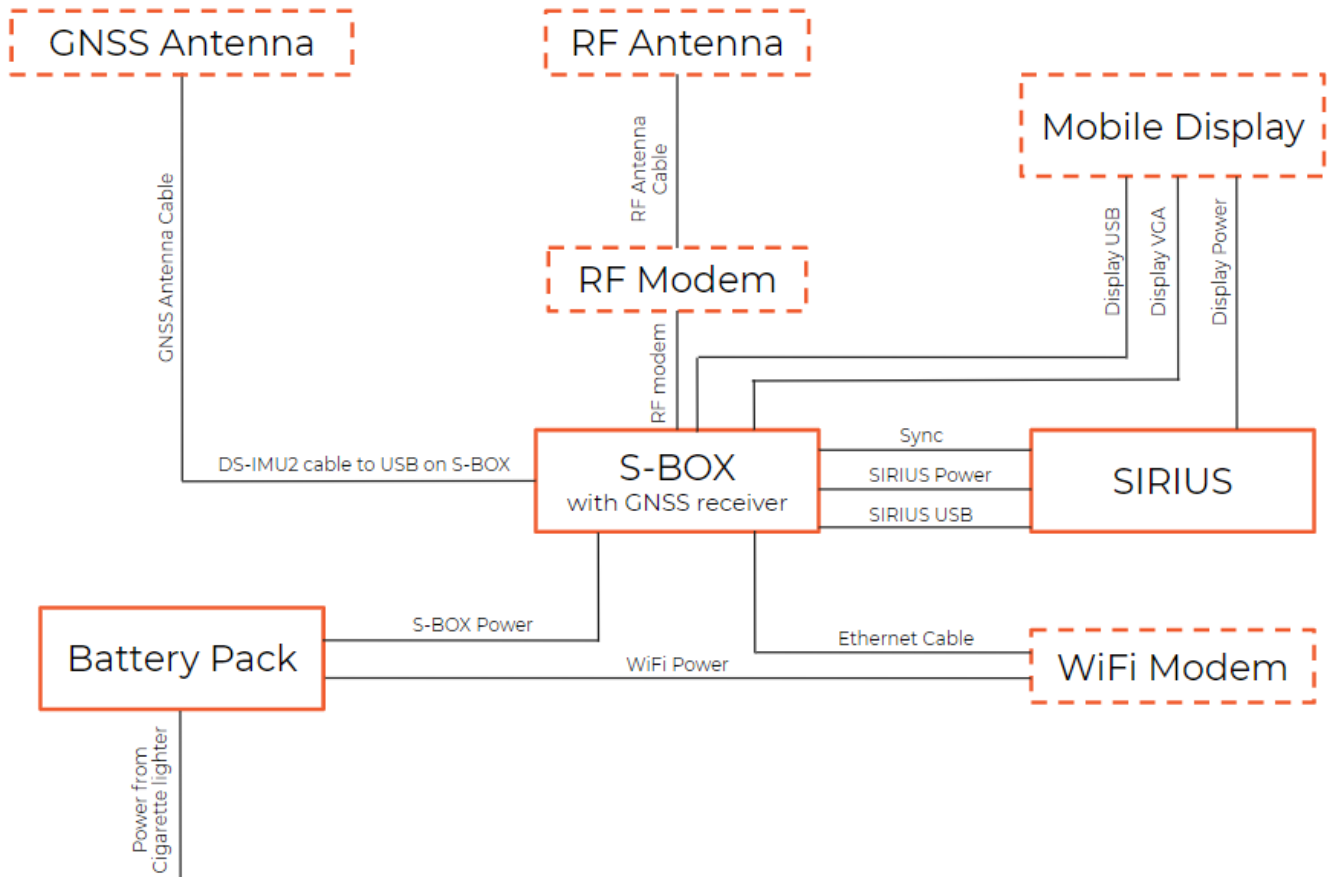 GNSS Antenna
RF Antenna
Mobile Display
GNSS Antenna Cable
RF Antenna
Cable
Display USB
Display VGA
Display Power
RF Modem
RF modem
DS-IMU2 cable to USB on S-BOX
S-BOX
with GNSS receiver
Sync
SIRIUS Power
SIRIUS USB
SIRIUS
Battery Pack
S-BOX Power
WiFi Power
Ethernet Cable
WiFi Modem
Power from
Cigarette lighter